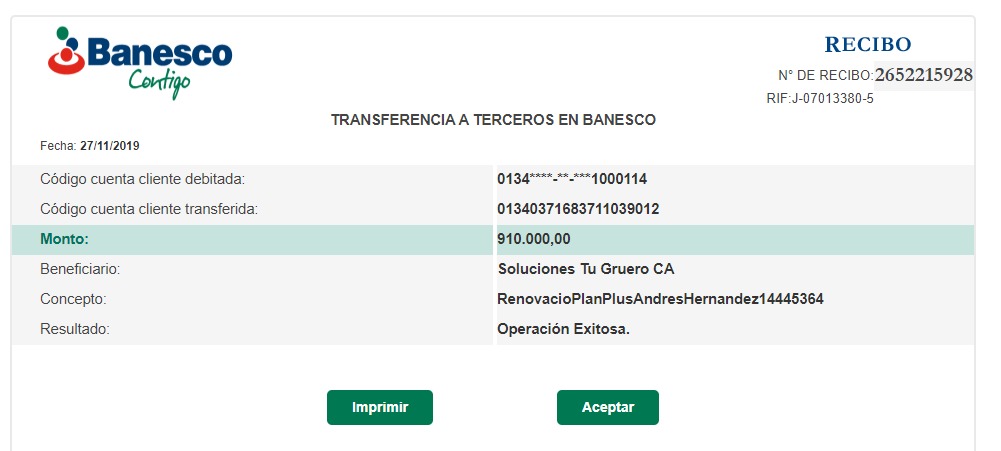 Banesco
Contigo
RECIBO
N° DE RECIBO:2652215928
RIF:J-07013380-5
TRANSFERENCIA A TERCEROS EN BANESCO
Fecha: 27/11/2019
Código cuenta cliente debitada: 0134****-**-***1000114
Código cuenta cliente transferida: 01340371683711039012
Monto: 910.000,00
Beneficiario: Soluciones Tu Gruero CA
Concepto: RenovacioPlanPlusAndresHernandez14445364
Resultado: Operación Exitosa.
Imprimir Aceptar